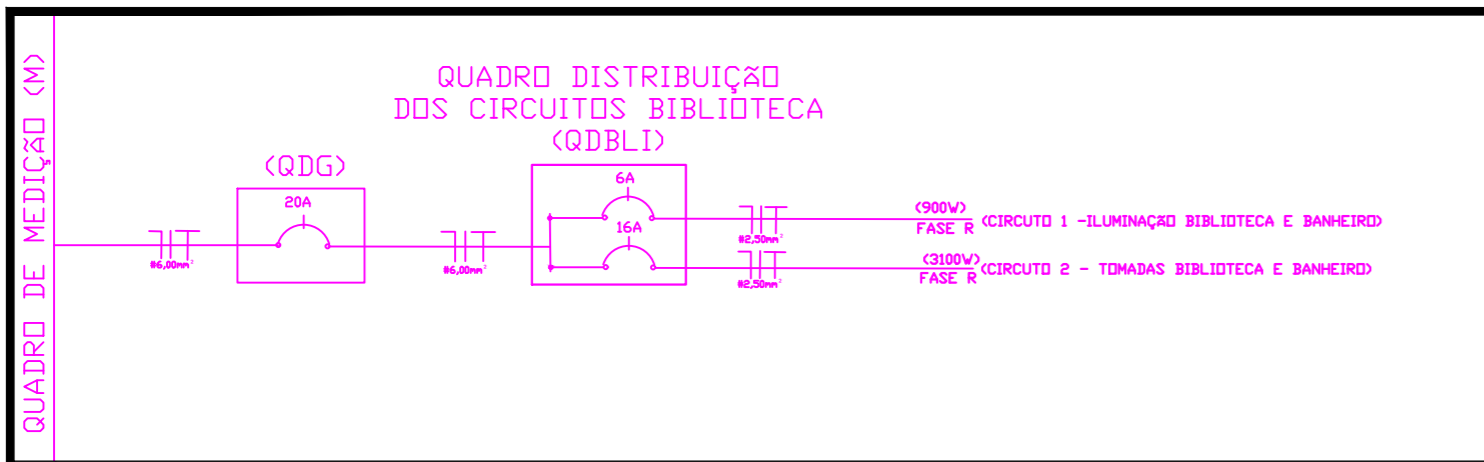 QUADRO DE MEDIÇÃO (M)
QUADRO DISTRIBUIÇÃO
DOS CIRCUITOS BIBLIOTECA
(QDBLI)
(QDG)
20A
#6,00mm²
#6,00mm²
6A
16A
#2,50mm²
#2,50mm²
(900W)
FASE R
(CIRCUTO 1 -ILUMINAÇÃO BIBLIOTECA E BANHEIRO)
(3100W)
FASE R
(CIRCUTO 2 - TOMADAS BIBLIOTECA E BANHEIRO)